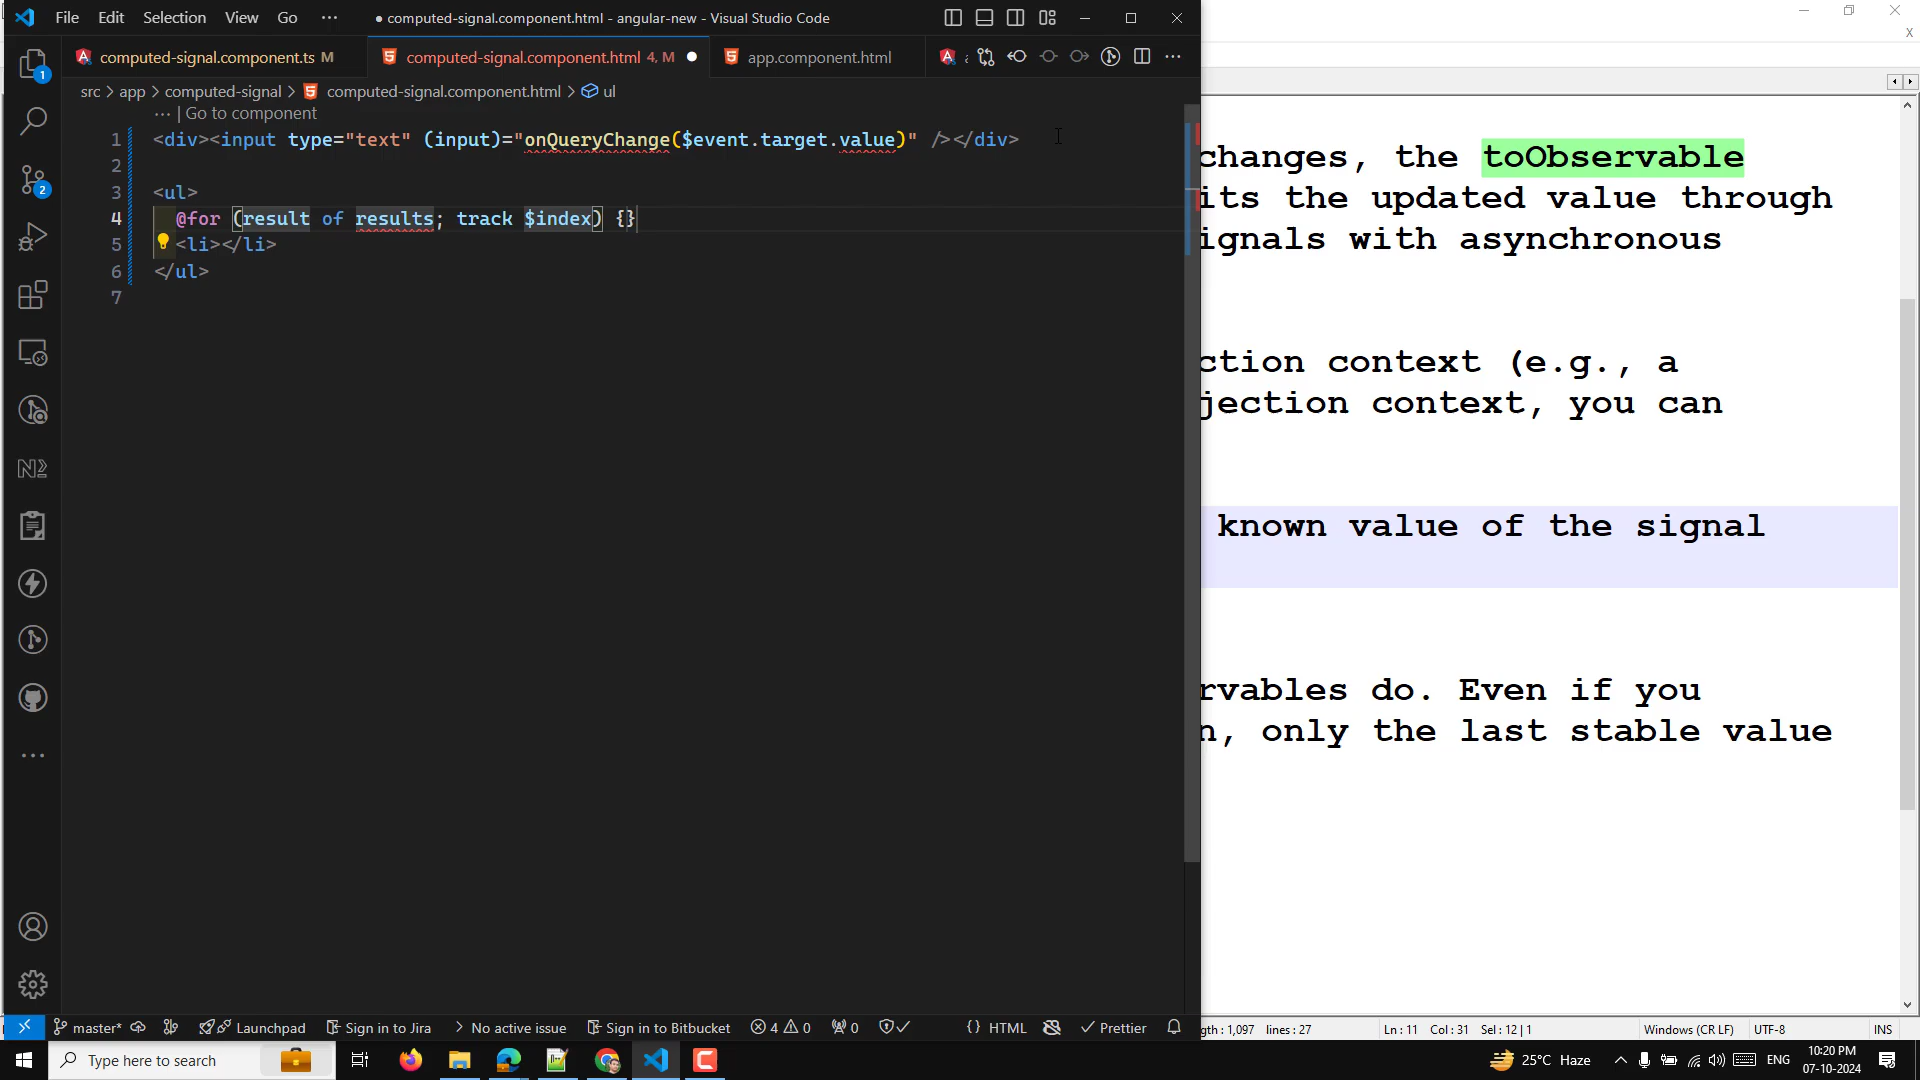 File Edit Selection View Go ··· ● computed-signal.component.html - angular-new - Visual Studio Code
computed-signal.component.ts M computed-signal.component.html 4, M app.component.html
src > app > computed-signal > computed-signal.component.html > ul
··· | Go to component
1 <div><input type="text" (input)="onQueryChange($event.target.value)" /></div>
2
3 <ul>
4 @for (result of results; track $index) {}
5 <li></li>
6 </ul>
7
changes, the toObservable
its the updated value through
ignals with asynchronous
ction context (e.g., a
jection context, you can
known value of the signal
rvables do. Even if you
n, only the last stable value
1
2
master* Launchpad Sign in to Jira No active issue Sign in to Bitbucket 4 0 0 {} HTML Prettier
gth : 1,097 lines : 27 Ln : 11 Col : 31 Sel : 12 | 1 Windows (CR LF) UTF-8 INS
Type here to search
25°C Haze ENG 10:20 PM
07-10-2024